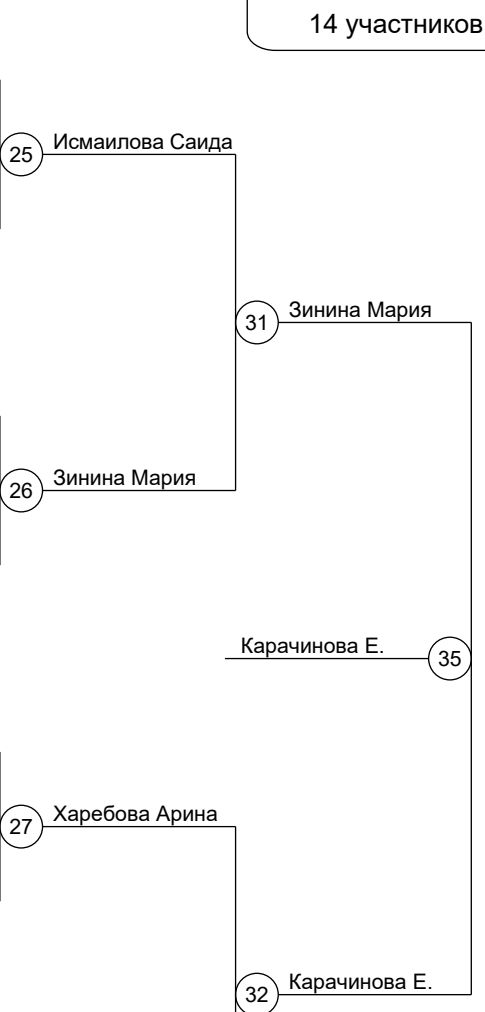 14 участников
25 Исмаилова Саида
31 Зинина Мария
26 Зинина Мария
Карачинова Е. 35
27 Харебова Арина
32 Карачинова Е.